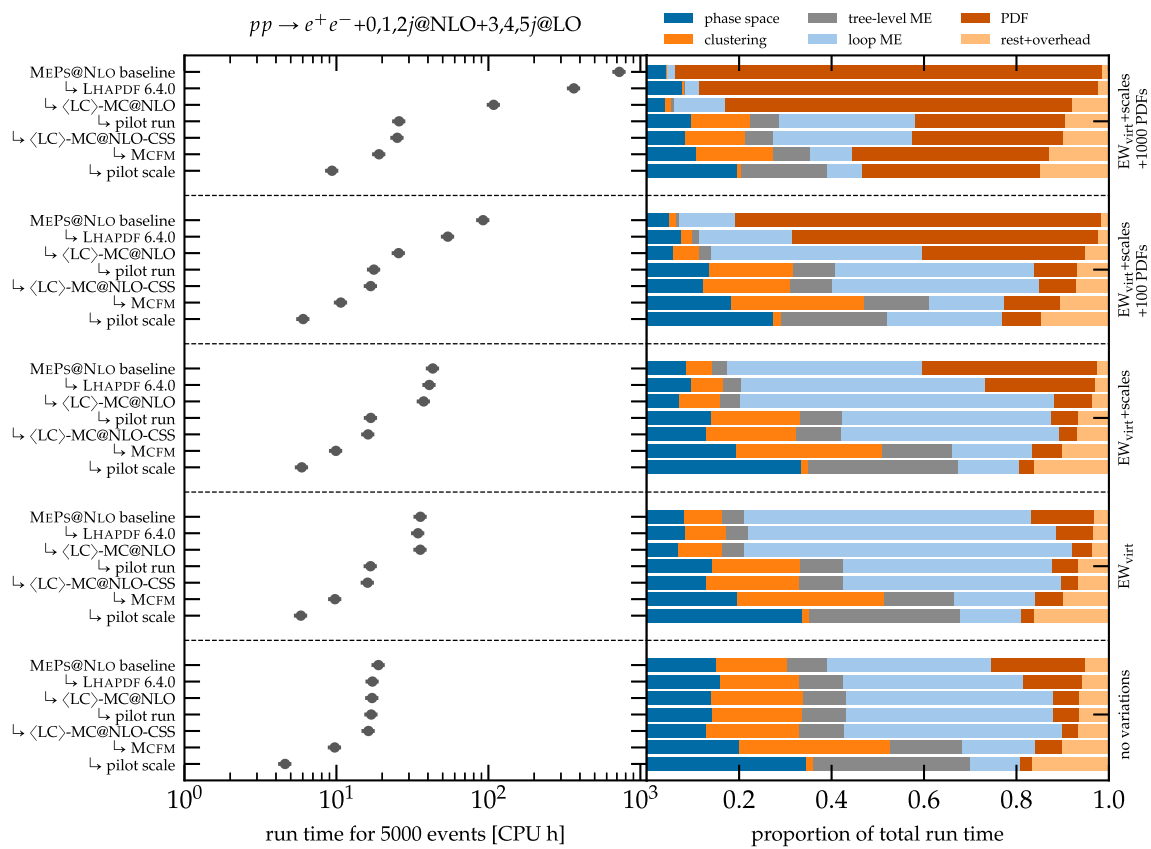 pp → e⁺e⁻+0,1,2j@NLO+3,4,5j@LO
phase space
clustering
tree-level ME
loop ME
PDF
rest+overhead
MEPS@NLO baseline
↳ LHAPDF 6.4.0
↳ ⟨LC⟩-MC@NLO
↳ pilot run
↳ ⟨LC⟩-MC@NLO-CSS
↳ MCFM
↳ pilot scale
EW_virt+scales
+1000 PDFs
MEPS@NLO baseline
↳ LHAPDF 6.4.0
↳ ⟨LC⟩-MC@NLO
↳ pilot run
↳ ⟨LC⟩-MC@NLO-CSS
↳ MCFM
↳ pilot scale
EW_virt+scales
+100 PDFs
MEPS@NLO baseline
↳ LHAPDF 6.4.0
↳ ⟨LC⟩-MC@NLO
↳ pilot run
↳ ⟨LC⟩-MC@NLO-CSS
↳ MCFM
↳ pilot scale
EW_virt+scales
MEPS@NLO baseline
↳ LHAPDF 6.4.0
↳ ⟨LC⟩-MC@NLO
↳ pilot run
↳ ⟨LC⟩-MC@NLO-CSS
↳ MCFM
↳ pilot scale
EW_virt
MEPS@NLO baseline
↳ LHAPDF 6.4.0
↳ ⟨LC⟩-MC@NLO
↳ pilot run
↳ ⟨LC⟩-MC@NLO-CSS
↳ MCFM
↳ pilot scale
no variations
10⁰ 10¹ 10² 10³
0.2 0.4 0.6 0.8 1.0
run time for 5000 events [CPU h]
proportion of total run time